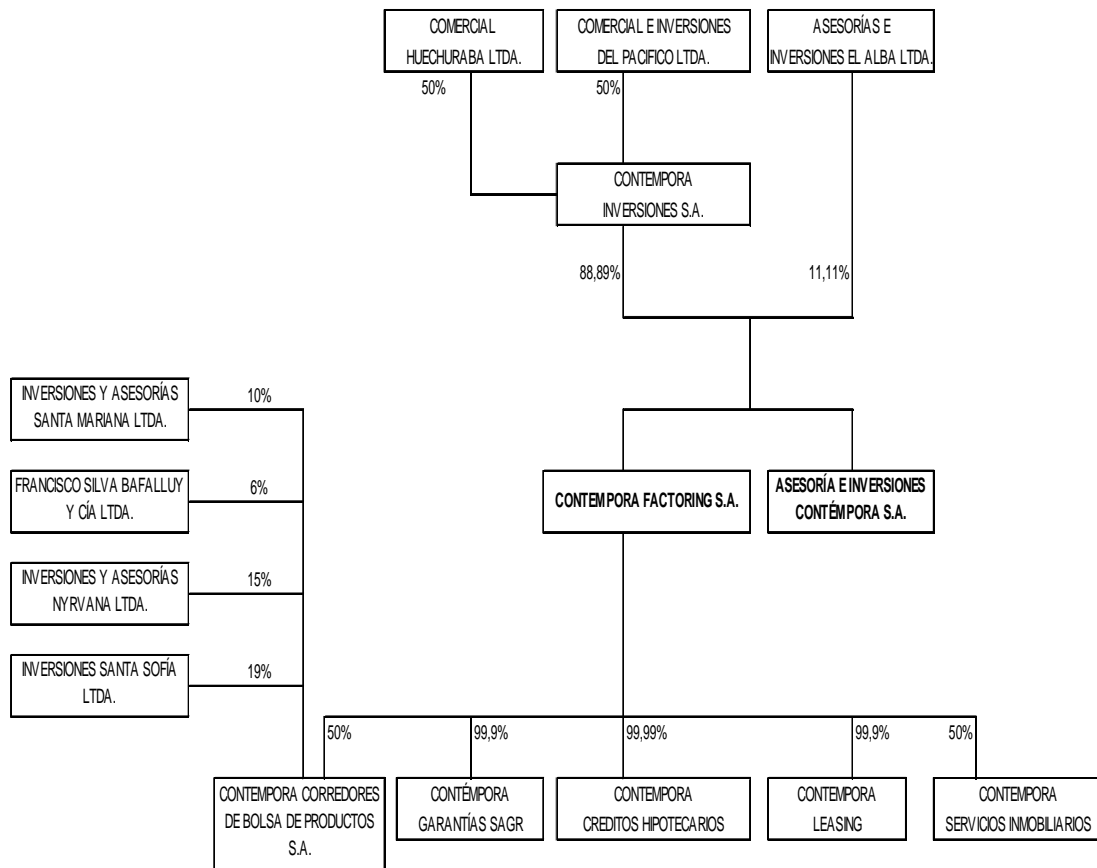 COMERCIAL
HUECHURABA LTDA.
COMERCIAL E INVERSIONES
DEL PACIFICO LTDA.
ASESORÍAS E
INVERSIONES EL ALBA LTDA.
50%
50%
CONTEMPORA
INVERSIONES S.A.
88,89%
11,11%
INVERSIONES Y ASESORÍAS
SANTA MARIANA LTDA.
10%
FRANCISCO SILVA BAFALLUY
Y CÍA LTDA.
6%
CONTEMPORA FACTORING S.A.
ASESORÍA E INVERSIONES
CONTÉMPORA S.A.
INVERSIONES Y ASESORÍAS
NYRVANA LTDA.
15%
INVERSIONES SANTA SOFÍA
LTDA.
19%
50%
99,9%
99,99%
99,9%
50%
CONTEMPORA CORREDORES
DE BOLSA DE PRODUCTOS
S.A.
CONTÉMPORA
GARANTÍAS SAGR
CONTEMPORA
CREDITOS HIPOTECARIOS
CONTEMPORA
LEASING
CONTEMPORA
SERVICIOS INMOBILIARIOS